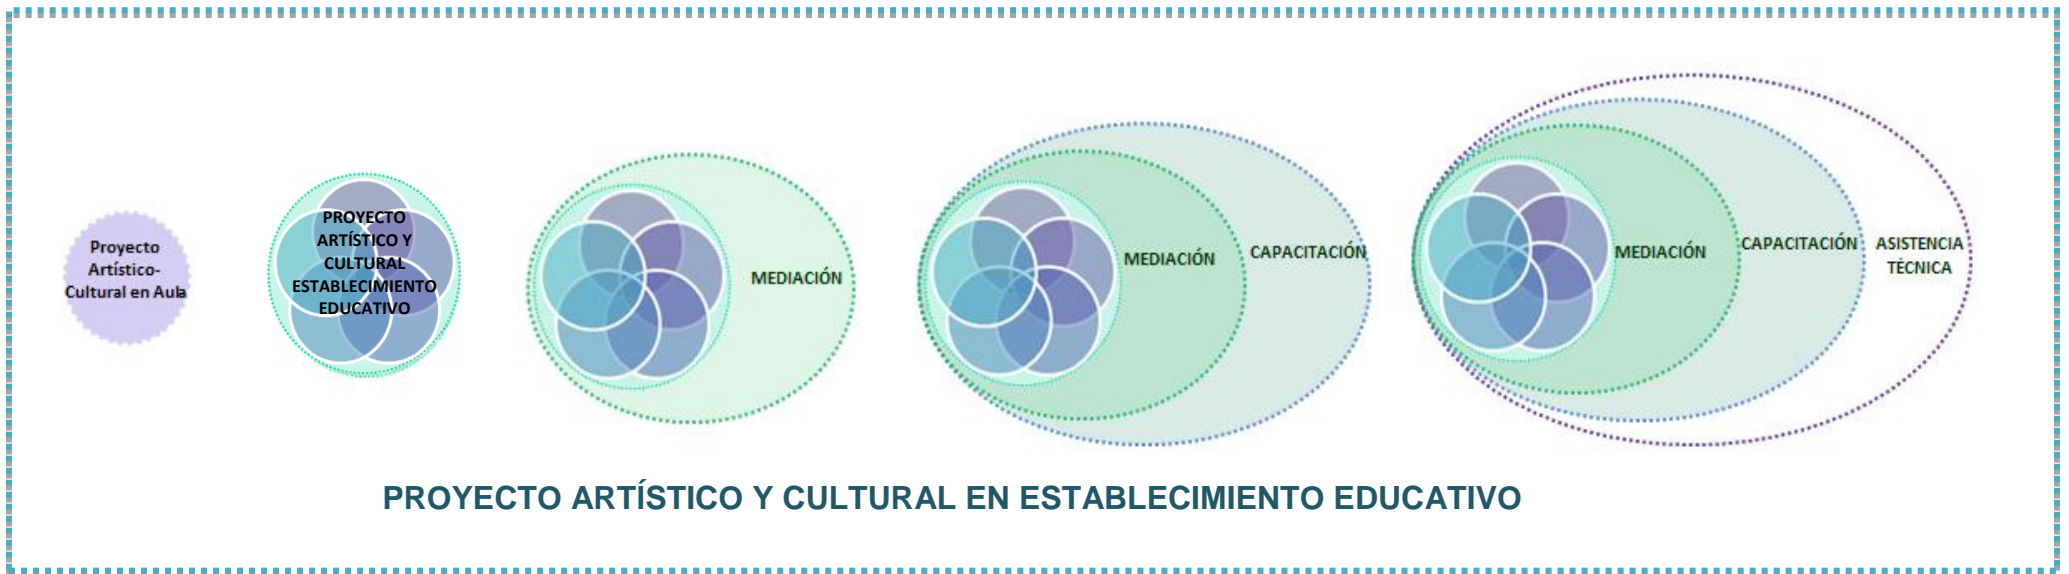 Proyecto
Artístico-
Cultural en Aula
PROYECTO
ARTÍSTICO Y
CULTURAL
ESTABLECIMIENTO
EDUCATIVO
MEDIACIÓN
MEDIACIÓN
CAPACITACIÓN
MEDIACIÓN
CAPACITACIÓN
ASISTENCIA
TÉCNICA
PROYECTO ARTÍSTICO Y CULTURAL EN ESTABLECIMIENTO EDUCATIVO